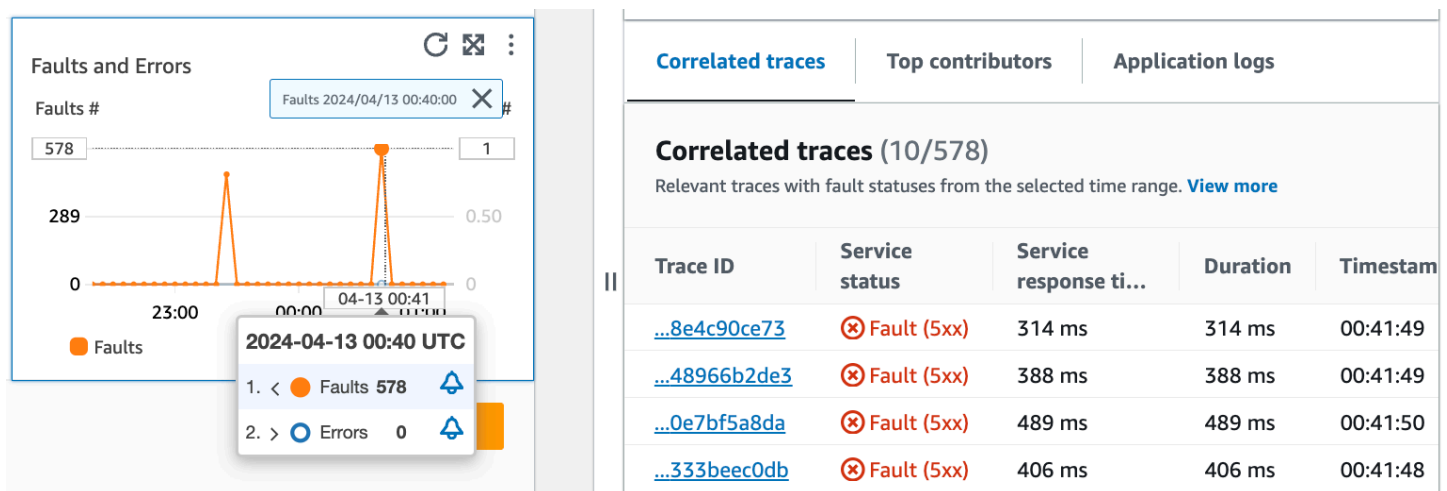 Faults and Errors
Faults #
Faults 2024/04/13 00:40:00
#
578
1
289
0.50
0
0
04-13 00:41
23:00
00:00
01:00
Faults
2024-04-13 00:40 UTC
1. < Faults 578
2. > Errors 0
Correlated traces
Top contributors
Application logs
Correlated traces (10/578)
Relevant traces with fault statuses from the selected time range. View more
Trace ID
Service status
Service response ti...
Duration
Timestam
...8e4c90ce73 Fault (5xx) 314 ms 314 ms 00:41:49
...48966b2de3 Fault (5xx) 388 ms 388 ms 00:41:49
...0e7bf5a8da Fault (5xx) 489 ms 489 ms 00:41:50
...333beec0db Fault (5xx) 406 ms 406 ms 00:41:48